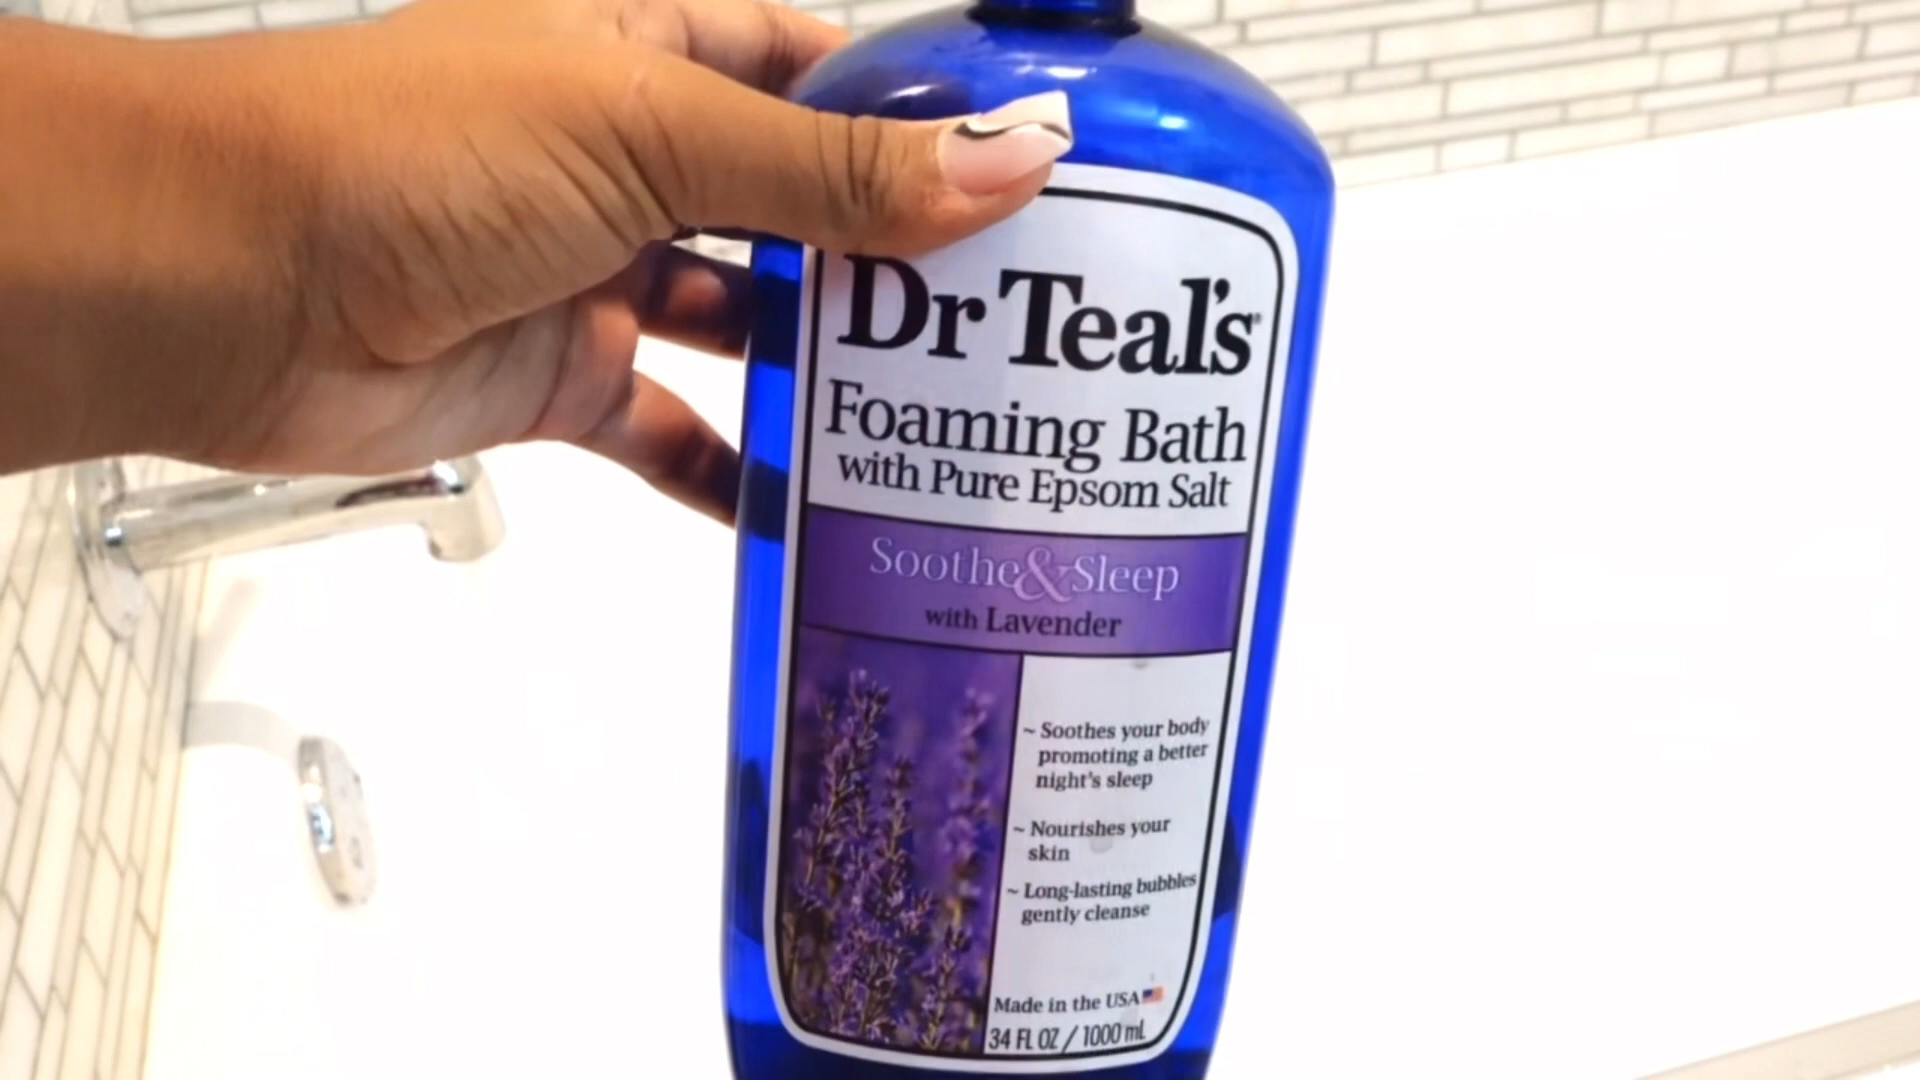 Dr Teal's
Foaming Bath
with Pure Epsom Salt
Soothe & Sleep
with Lavender
~ Soothes your body
promoting a better
night's sleep
~ Nourishes your
skin
~ Long-lasting bubbles
gently cleanse
Made in the USA
34 FL OZ / 1000 mL